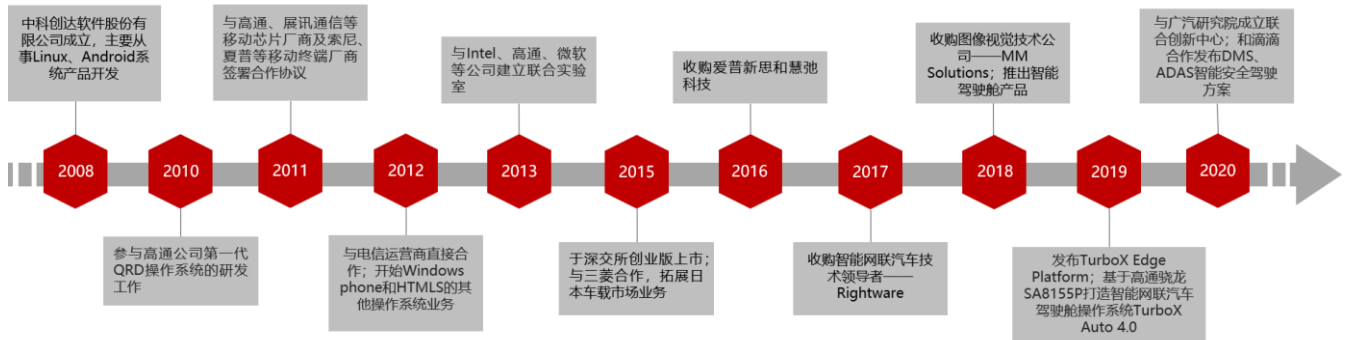 中科创达软件股份有
限公司成立，主要从
事Linux、Android系
统产品开发
与高通、展讯通信等
移动芯片厂商及索尼、
夏普等移动终端厂商
签署合作协议
与Intel、高通、微软
等公司建立联合实验
室
收购爱普新思和慧弛
科技
收购图像视觉技术公
司——MM
Solutions；推出智能
驾驶舱产品
与广汽研究院成立联
合创新中心；和滴滴
合作发布DMS、
ADAS智能安全驾驶
方案
2008
2010
2011
2012
2013
2015
2016
2017
2018
2019
2020
参与高通公司第一代
QRD操作系统的研发
工作
与电信运营商直接合
作；开始Windows
phone和HTMLS的其
他操作系统业务
于深交所创业版上市；
与三菱合作，拓展日
本车载市场业务
收购智能网联汽车技
术领导者——
Rightware
发布TurboX Edge
Platform；基于高通骁龙
SA8155P打造智能网联汽车
驾驶舱操作系统TurboX
Auto 4.0